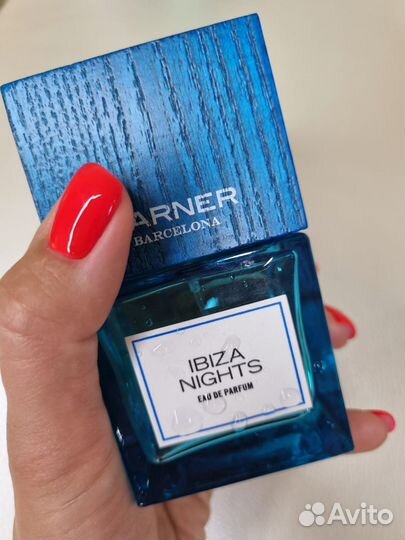 ARNER
BARCELONA
IBIZA
NIGHTS
EAU DE PARFUM
Avito